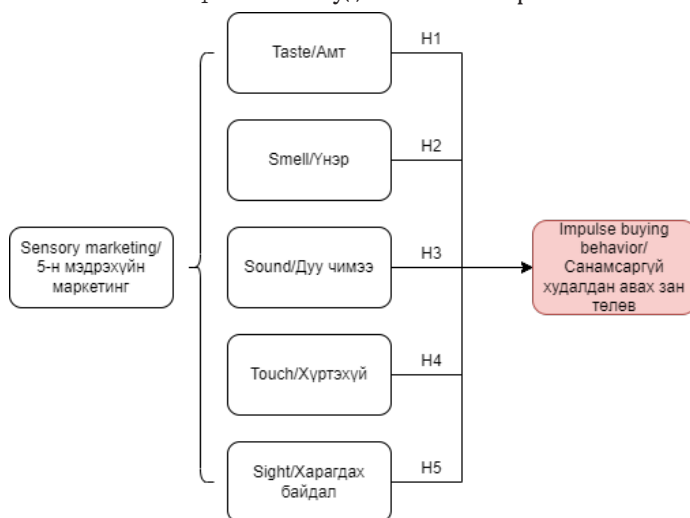 Taste/Амт
H1
Smell/Үнэр
H2
Sensory marketing/
5-н мэдрэхүйн
маркетинг
Sound/Дуу чимээ
H3
Impulse buying
behavior/
Санамсаргүй
худалдан авах зан
төлөв
Touch/Хүртэхүй
H4
Sight/Харагдах
байдал
H5